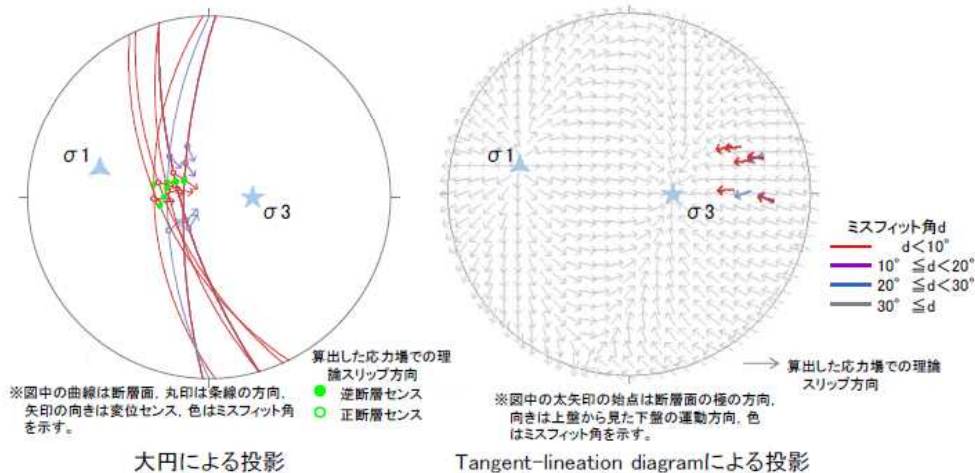 σ1
σ3
※図中の曲線は断層面，丸印は条線の方向，
矢印の向きは変位センス，色はミスフィット角
を示す。
算出した応力場での理
論スリップ方向
逆断層センス
正断層センス
大円による投影
σ1
σ3
ミスフィット角d
d＜10°
10° ≦d＜20°
20° ≦d＜30°
30° ≦d
算出した応力場での理論
スリップ方向
※図中の太矢印の始点は断層面の極の方向，
向きは上盤から見た下盤の運動方向，色
はミスフィット角を示す。
Tangent-lineation diagramによる投影